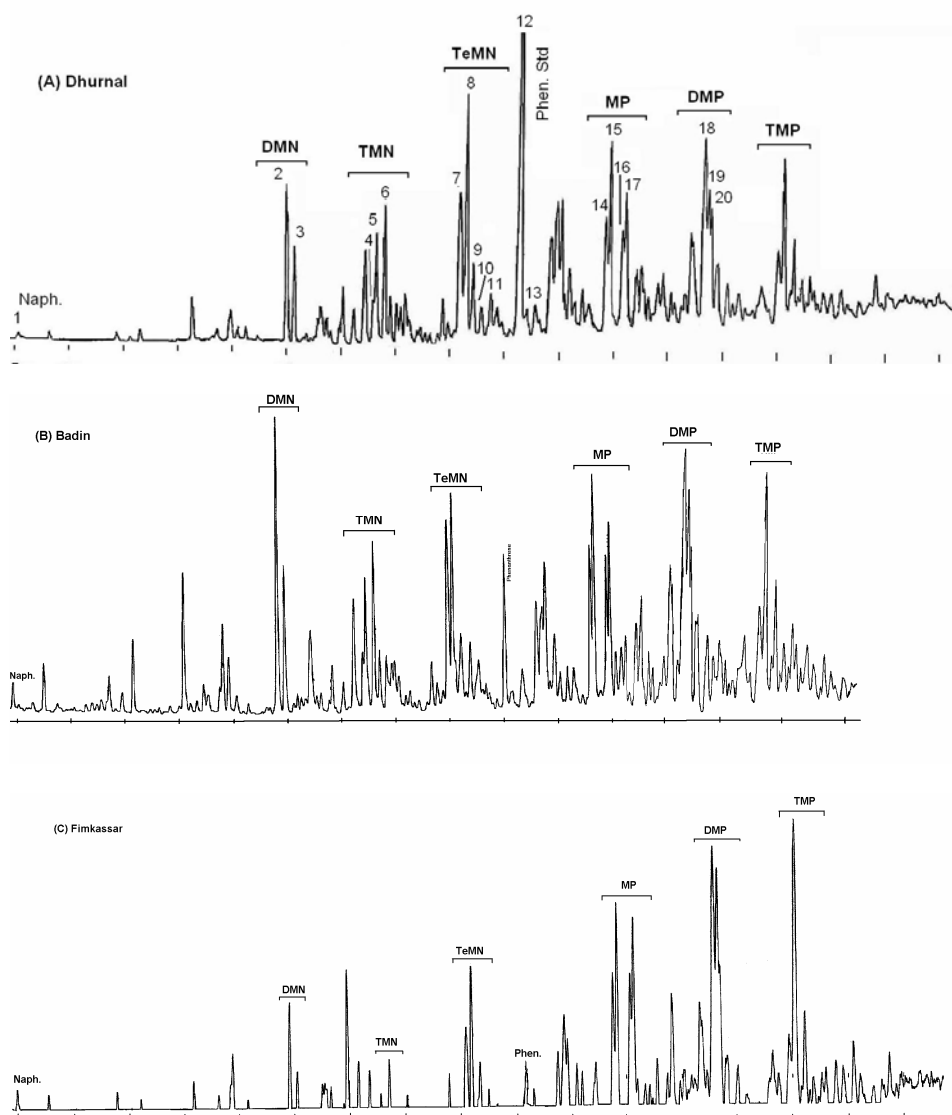 (A) Dhurnal
Naph.
1
DMN
2
3
TMN
4
5
6
TeMN
7
8
9
10
11
12
Phen. Std
13
MP
14
15
16
17
DMP
18
19
20
TMP
(B) Badin
Naph.
DMN
TMN
TeMN
Phenanthrene
MP
DMP
TMP
(C) Fimkassar
Naph.
DMN
TMN
TeMN
Phen.
MP
DMP
TMP